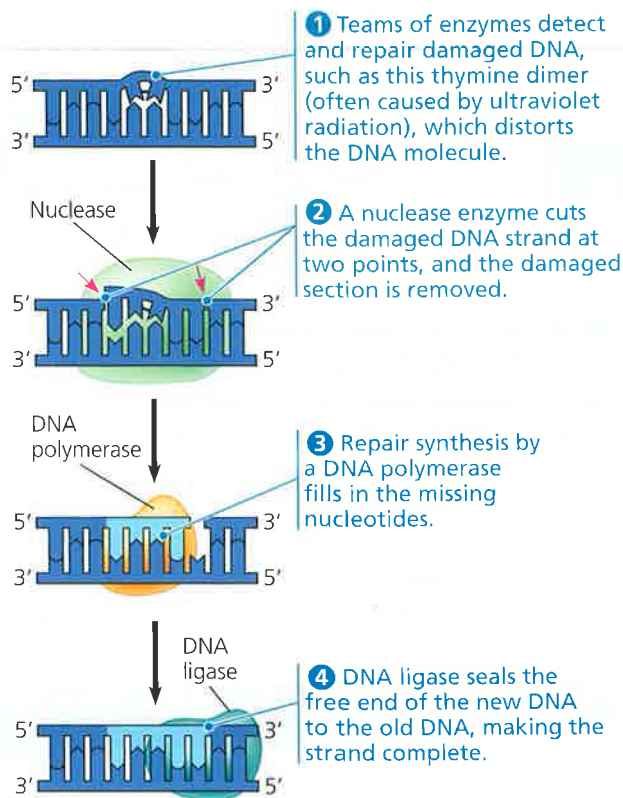 1 Teams of enzymes detect
and repair damaged DNA,
such as this thymine dimer
(often caused by ultraviolet
radiation), which distorts
the DNA molecule.
5′ 3′
3′ 5′
Nuclease
2 A nuclease enzyme cuts
the damaged DNA strand at
two points, and the damaged
section is removed.
5′ 3′
3′ 5′
DNA
polymerase
3 Repair synthesis by
a DNA polymerase
fills in the missing
nucleotides.
5′ 3′
3′ 5′
DNA
ligase
4 DNA ligase seals the
free end of the new DNA
to the old DNA, making the
strand complete.
5′ 3′
3′ 5′